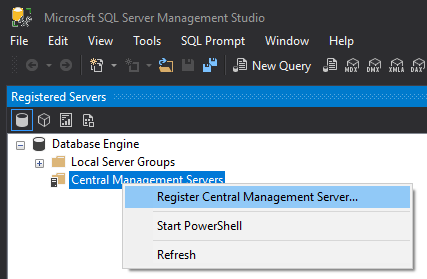 Microsoft SQL Server Management Studio
File Edit View Tools SQL Prompt Window Help
New Query MDX DMX XMLA DAX
Registered Servers
Database Engine
Local Server Groups
Central Management Servers
Register Central Management Server...
Start PowerShell
Refresh